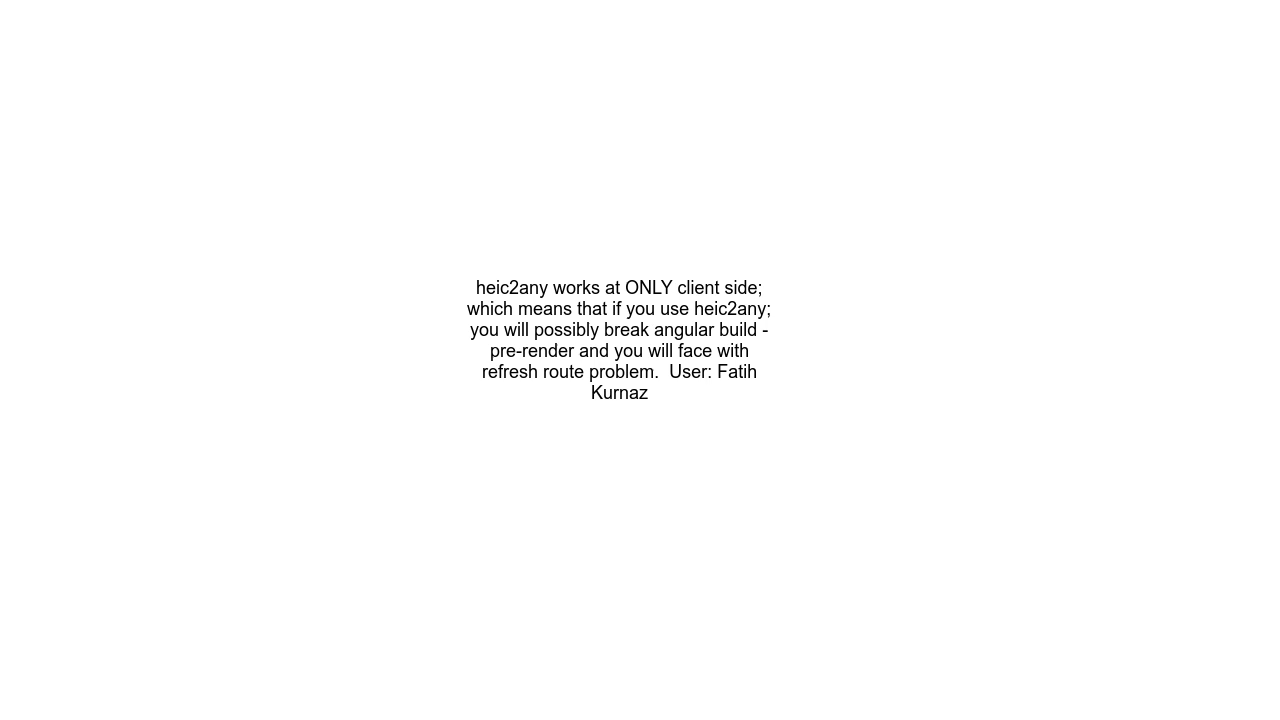 heic2any works at ONLY client side;
which means that if you use heic2any;
you will possibly break angular build -
pre-render and you will face with
refresh route problem.  User: Fatih
Kurnaz